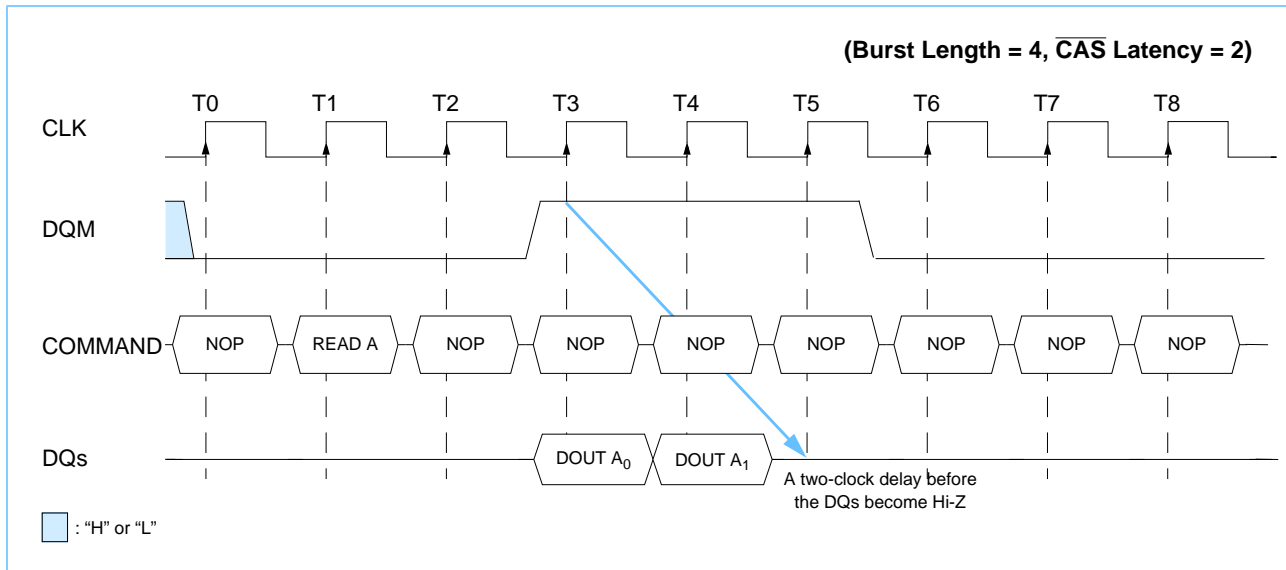 (Burst Length = 4, CAS Latency = 2)
T0 T1 T2 T3 T4 T5 T6 T7 T8
CLK
DQM
COMMAND NOP READ A NOP NOP NOP NOP NOP NOP NOP
DQs DOUT A0 DOUT A1
A two-clock delay before
the DQs become Hi-Z
: “H” or “L”